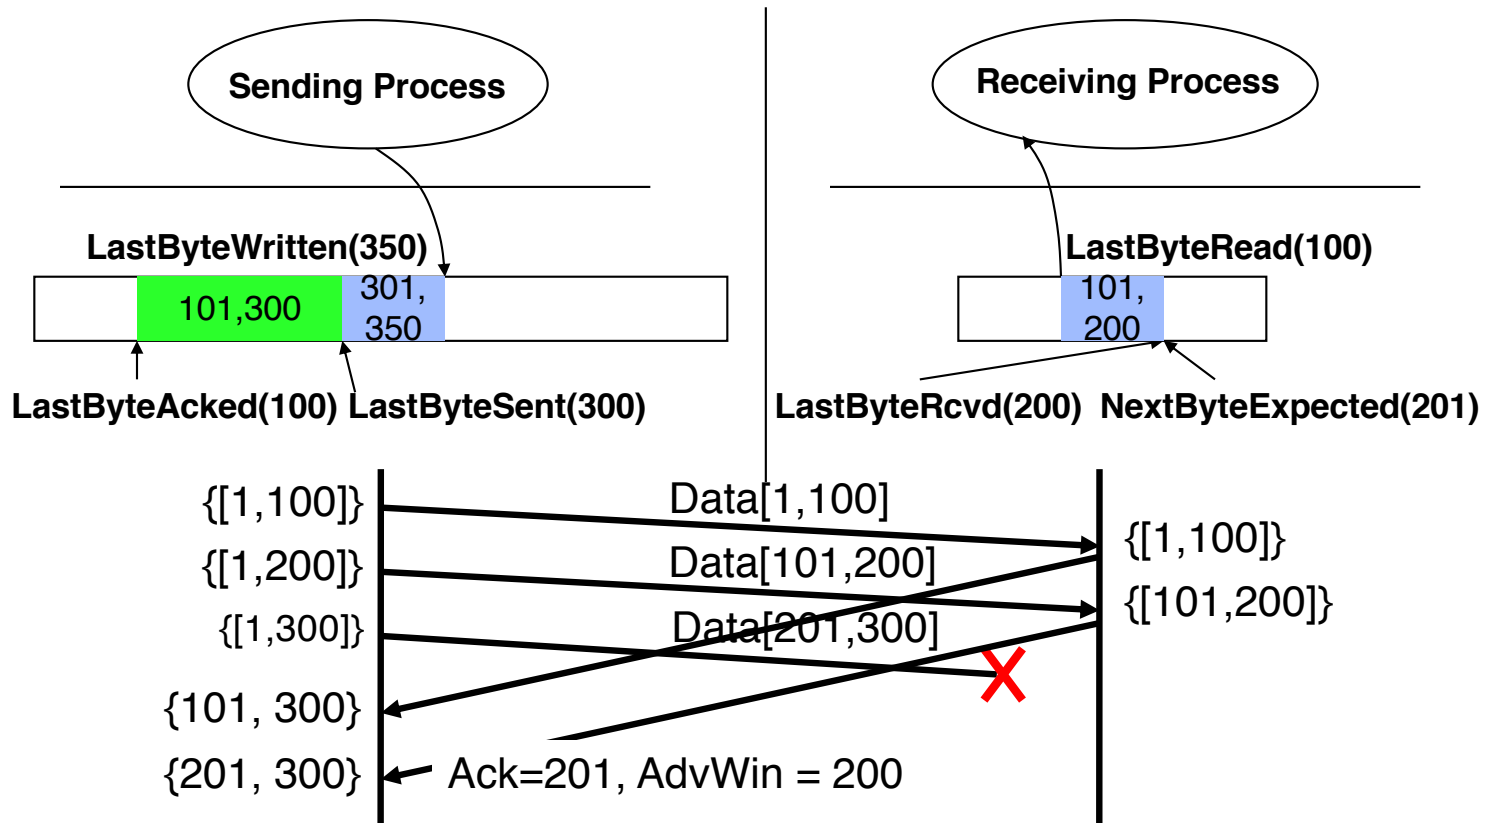 Sending Process
Receiving Process
LastByteWritten(350)
LastByteRead(100)
101,300
301,
350
101,
200
LastByteAcked(100) LastByteSent(300)
LastByteRcvd(200) NextByteExpected(201)
{[1,100]}
Data[1,100]
{[1,100]}
{[1,200]}
Data[101,200]
{[101,200]}
{[1,300]}
Data[201,300]
{101, 300}
{201, 300}
Ack=201, AdvWin = 200